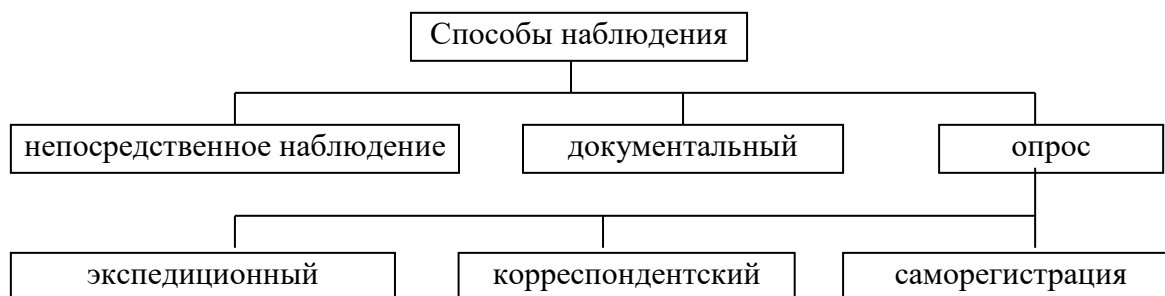 Способы наблюдения
непосредственное наблюдение документальный опрос
экспедиционный корреспондентский саморегистрация